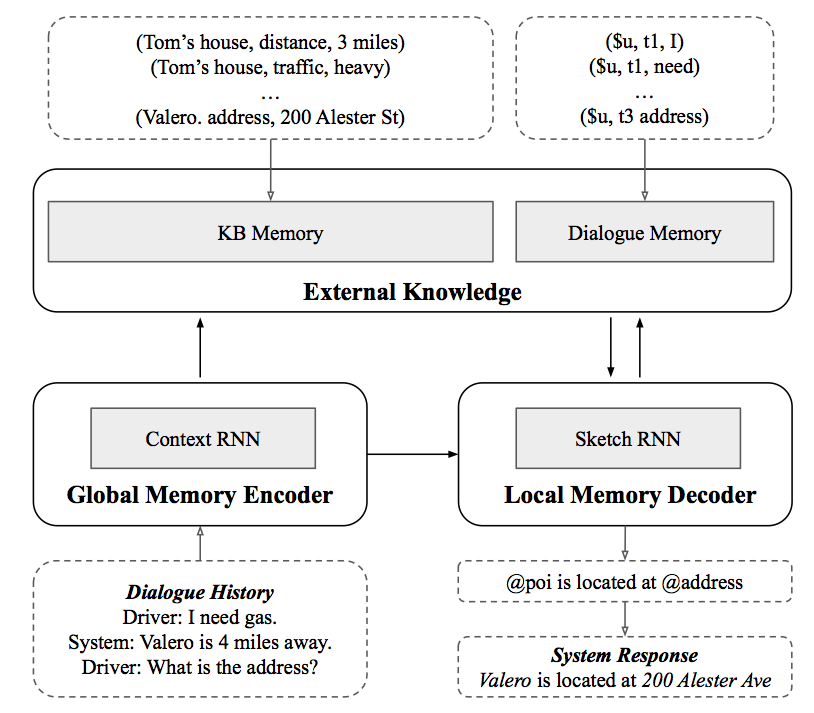 (Tom's house, distance, 3 miles)
(Tom's house, traffic, heavy)
...
(Valero. address, 200 Alester St)
($u, t1, I)
($u, t1, need)
...
($u, t3 address)
KB Memory
Dialogue Memory
External Knowledge
Context RNN
Global Memory Encoder
Sketch RNN
Local Memory Decoder
Dialogue History
Driver: I need gas.
System: Valero is 4 miles away.
Driver: What is the address?
@poi is located at @address
System Response
Valero is located at 200 Alester Ave